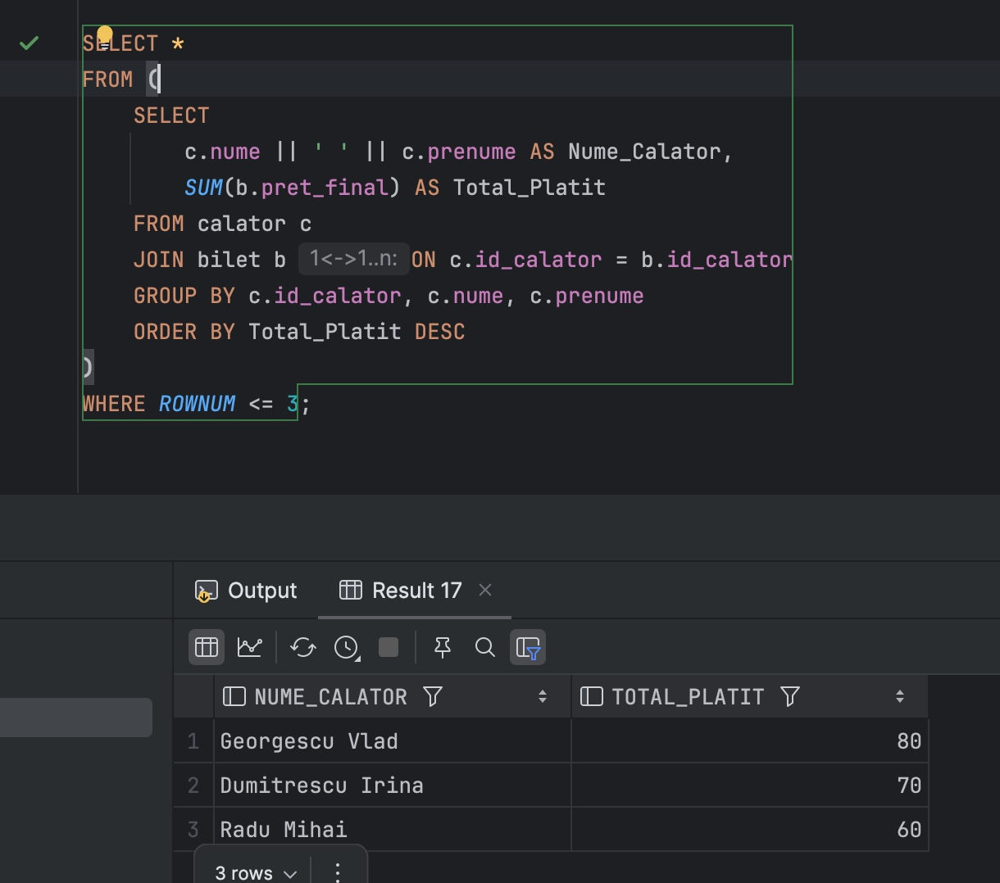 SELECT *
FROM (
SELECT
c.nume || ' ' || c.prenume AS Nume_Calator,
SUM(b.pret_final) AS Total_Platit
FROM calator c
JOIN bilet b 1<->1..n: ON c.id_calator = b.id_calator
GROUP BY c.id_calator, c.nume, c.prenume
ORDER BY Total_Platit DESC
)
WHERE ROWNUM <= 3;
Output Result 17
NUME_CALATOR TOTAL_PLATIT
1 Georgescu Vlad 80
2 Dumitrescu Irina 70
3 Radu Mihai 60
3 rows